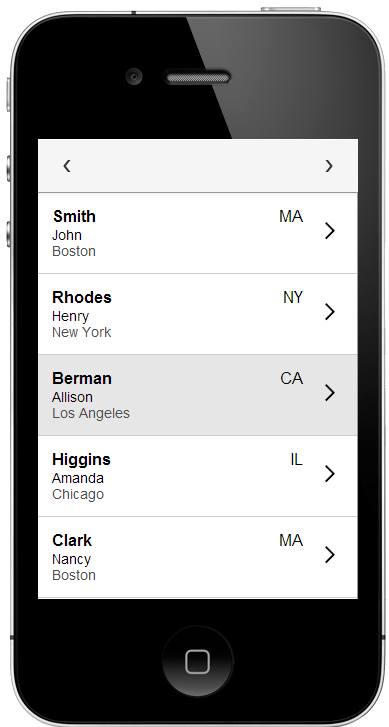 Smith MA
John
Boston
Rhodes NY
Henry
New York
Berman CA
Allison
Los Angeles
Higgins IL
Amanda
Chicago
Clark MA
Nancy
Boston